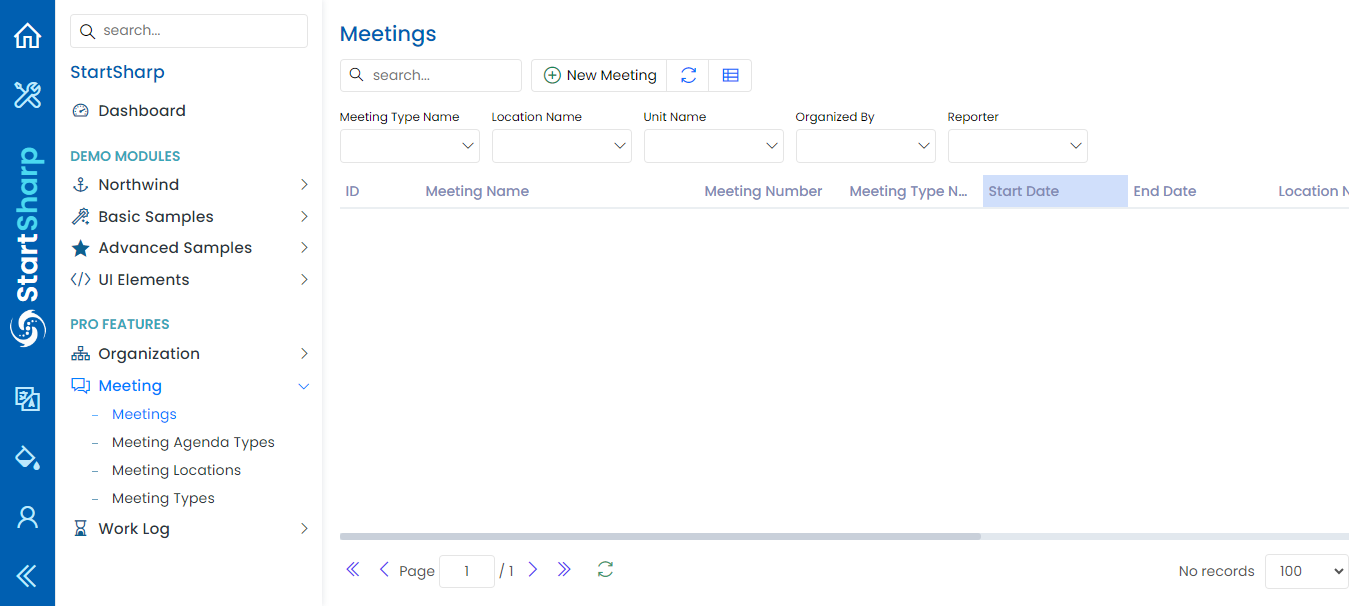 StartSharp
search...
StartSharp
Dashboard
DEMO MODULES
Northwind
Basic Samples
Advanced Samples
UI Elements
PRO FEATURES
Organization
Meeting
Meetings
Meeting Agenda Types
Meeting Locations
Meeting Types
Work Log
Meetings
search...
New Meeting
Meeting Type Name Location Name Unit Name Organized By Reporter
ID Meeting Name Meeting Number Meeting Type N... Start Date End Date Location N
Page 1 / 1 No records 100